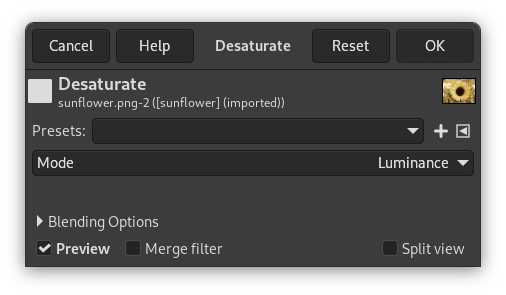 Cancel Help Desaturate Reset OK
Desaturate
sunflower.png-2 ([sunflower] (imported))
Presets:
Mode Luminance
Blending Options
Preview Merge filter Split view